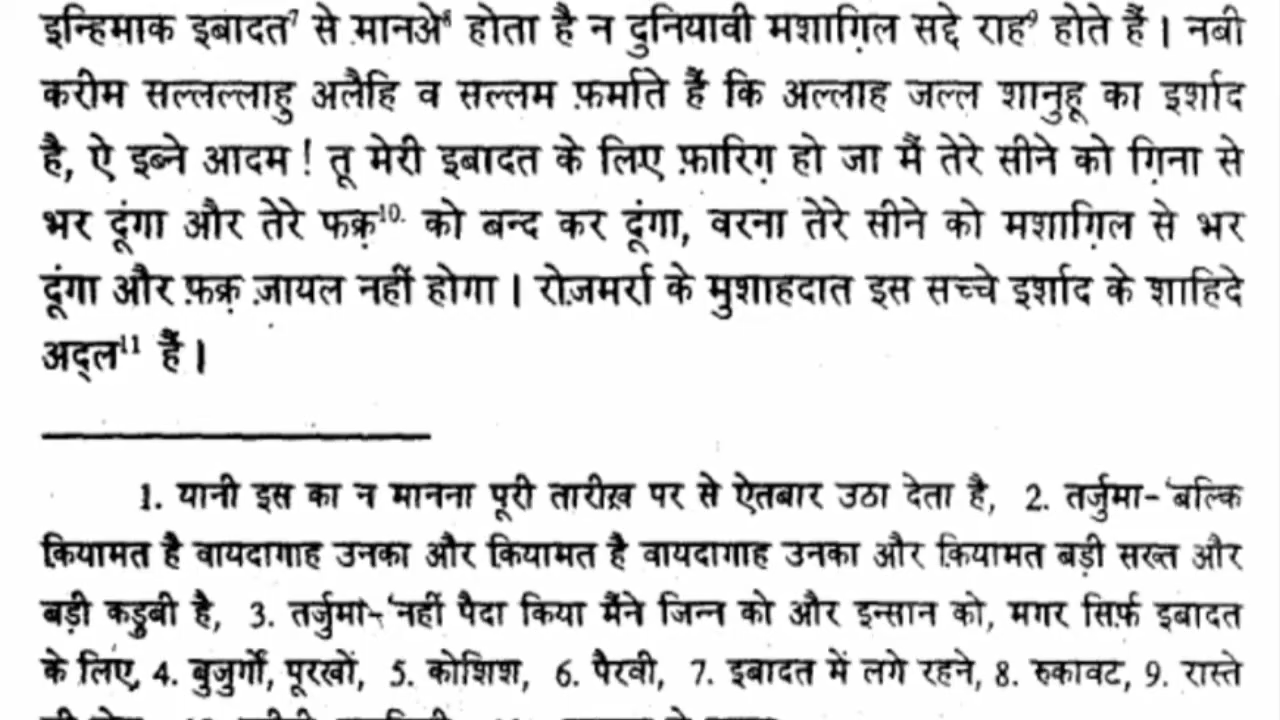 इन्हिमाक इबादत⁷ से मानअे⁸ होता है न दुनियावी मशाग़िल सद्दे राह⁹ होते हैं। नबी
करीम सल्लल्लाहु अलैहि व सल्लम फ़र्माते हैं कि अल्लाह जल्ल शानुहू का इर्शाद
है, ऐ इब्ने आदम ! तू मेरी इबादत के लिए फ़ारिग़ हो जा मैं तेरे सीने को ग़िना से
भर दूंगा और तेरे फक़्र¹⁰· को बन्द कर दूंगा, वरना तेरे सीने को मशाग़िल से भर
दूंगा और फ़क़्र ज़ायल नहीं होगा। रोज़मर्रा के मुशाहदात इस सच्चे इर्शाद के शाहिदे
अद्ल¹¹ हैं।
1. यानी इस का न मानना पूरी तारीख़ पर से ऐतबार उठा देता है, 2. तर्जुमा-'बल्कि
क़ियामत है वायदागाह उनका और क़ियामत है वायदागाह उनका और क़ियामत बड़ी सख्त और
बड़ी कड़ुबी है, 3. तर्जुमा-'नहीं पैदा किया मैंने जिन्न को और इन्सान को, मगर सिर्फ़ इबादत
के लिए, 4. बुजुर्गों, पूरखों, 5. कोशिश, 6. पैरवी, 7. इबादत में लगे रहने, 8. रुकावट, 9. रास्ते